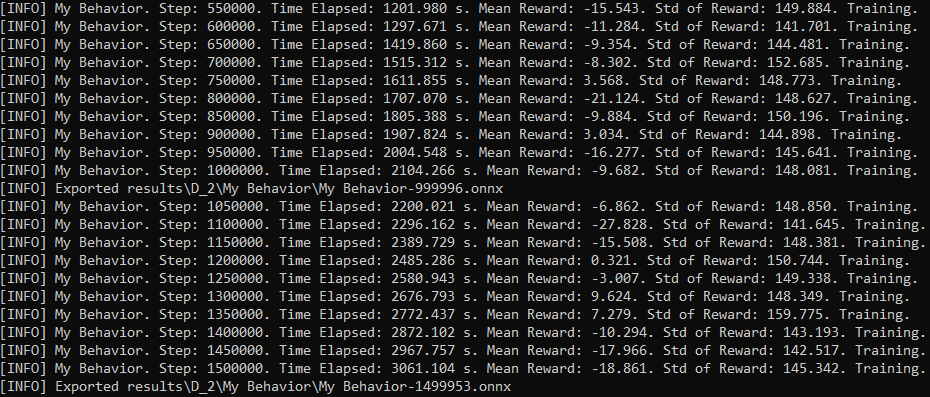 [INFO] My Behavior. Step: 550000. Time Elapsed: 1201.980 s. Mean Reward: -15.543. Std of Reward: 149.884. Training.
[INFO] My Behavior. Step: 600000. Time Elapsed: 1297.671 s. Mean Reward: -11.284. Std of Reward: 141.701. Training.
[INFO] My Behavior. Step: 650000. Time Elapsed: 1419.860 s. Mean Reward: -9.354. Std of Reward: 144.481. Training.
[INFO] My Behavior. Step: 700000. Time Elapsed: 1515.312 s. Mean Reward: -8.302. Std of Reward: 152.685. Training.
[INFO] My Behavior. Step: 750000. Time Elapsed: 1611.855 s. Mean Reward: 3.568. Std of Reward: 148.773. Training.
[INFO] My Behavior. Step: 800000. Time Elapsed: 1707.070 s. Mean Reward: -21.124. Std of Reward: 148.627. Training.
[INFO] My Behavior. Step: 850000. Time Elapsed: 1805.388 s. Mean Reward: -9.884. Std of Reward: 150.196. Training.
[INFO] My Behavior. Step: 900000. Time Elapsed: 1907.824 s. Mean Reward: 3.034. Std of Reward: 144.898. Training.
[INFO] My Behavior. Step: 950000. Time Elapsed: 2004.548 s. Mean Reward: -16.277. Std of Reward: 145.641. Training.
[INFO] My Behavior. Step: 1000000. Time Elapsed: 2104.266 s. Mean Reward: -9.682. Std of Reward: 148.081. Training.
[INFO] Exported results\D_2\My Behavior\My Behavior-999996.onnx
[INFO] My Behavior. Step: 1050000. Time Elapsed: 2200.021 s. Mean Reward: -6.862. Std of Reward: 148.850. Training.
[INFO] My Behavior. Step: 1100000. Time Elapsed: 2296.162 s. Mean Reward: -27.828. Std of Reward: 141.645. Training.
[INFO] My Behavior. Step: 1150000. Time Elapsed: 2389.729 s. Mean Reward: -15.508. Std of Reward: 148.381. Training.
[INFO] My Behavior. Step: 1200000. Time Elapsed: 2485.286 s. Mean Reward: 0.321. Std of Reward: 150.744. Training.
[INFO] My Behavior. Step: 1250000. Time Elapsed: 2580.943 s. Mean Reward: -3.007. Std of Reward: 149.338. Training.
[INFO] My Behavior. Step: 1300000. Time Elapsed: 2676.793 s. Mean Reward: 9.624. Std of Reward: 148.349. Training.
[INFO] My Behavior. Step: 1350000. Time Elapsed: 2772.437 s. Mean Reward: 7.279. Std of Reward: 159.775. Training.
[INFO] My Behavior. Step: 1400000. Time Elapsed: 2872.102 s. Mean Reward: -10.294. Std of Reward: 143.193. Training.
[INFO] My Behavior. Step: 1450000. Time Elapsed: 2967.757 s. Mean Reward: -17.966. Std of Reward: 142.517. Training.
[INFO] My Behavior. Step: 1500000. Time Elapsed: 3061.104 s. Mean Reward: -18.861. Std of Reward: 145.342. Training.
[INFO] Exported results\D_2\My Behavior\My Behavior-1499953.onnx